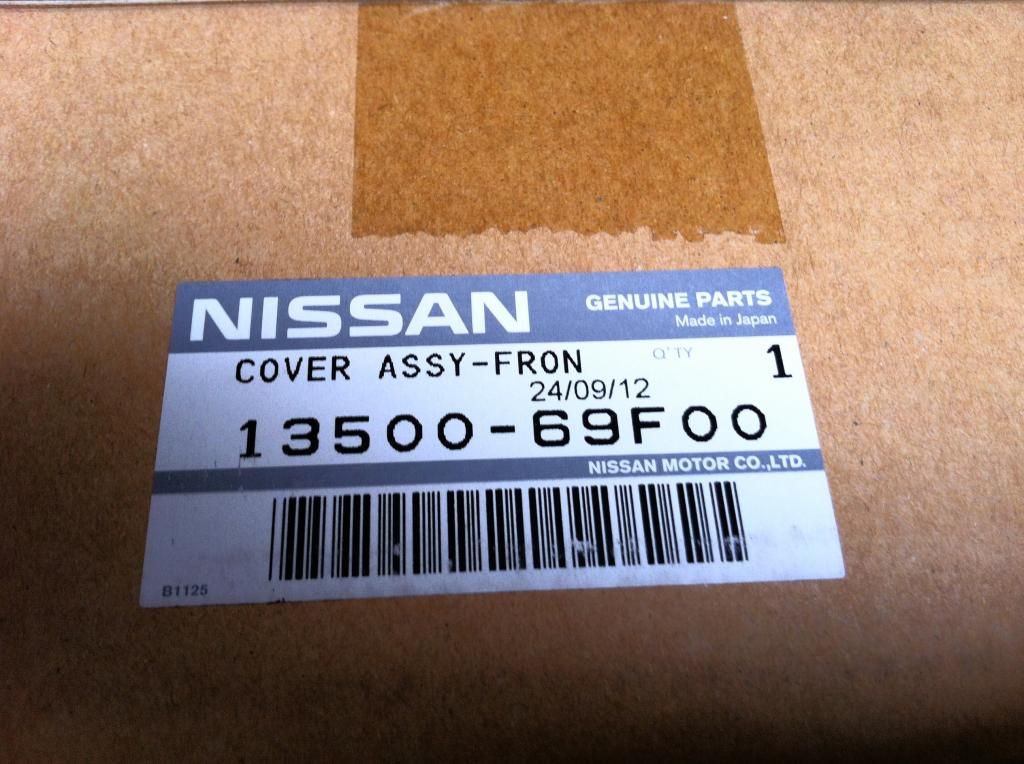 NISSAN
GENUINE PARTS
Made in Japan
COVER ASSY-FRON
Q'TY
1
24/09/12
13500-69F00
NISSAN MOTOR CO.,LTD.
B1125